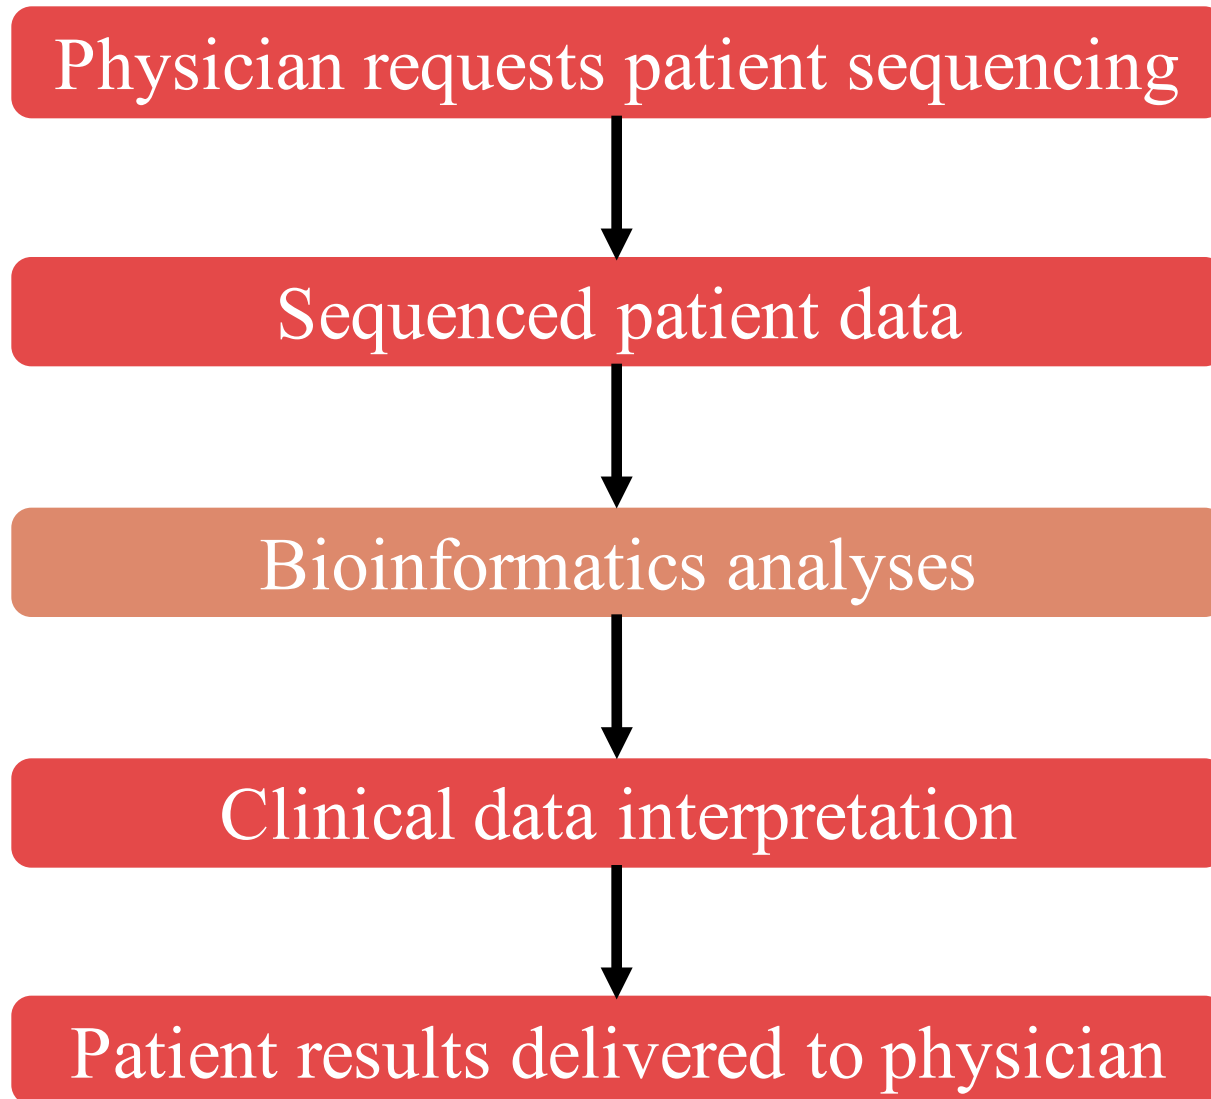 Physician requests patient sequencing
Sequenced patient data
Bioinformatics analyses
Clinical data interpretation
Patient results delivered to physician